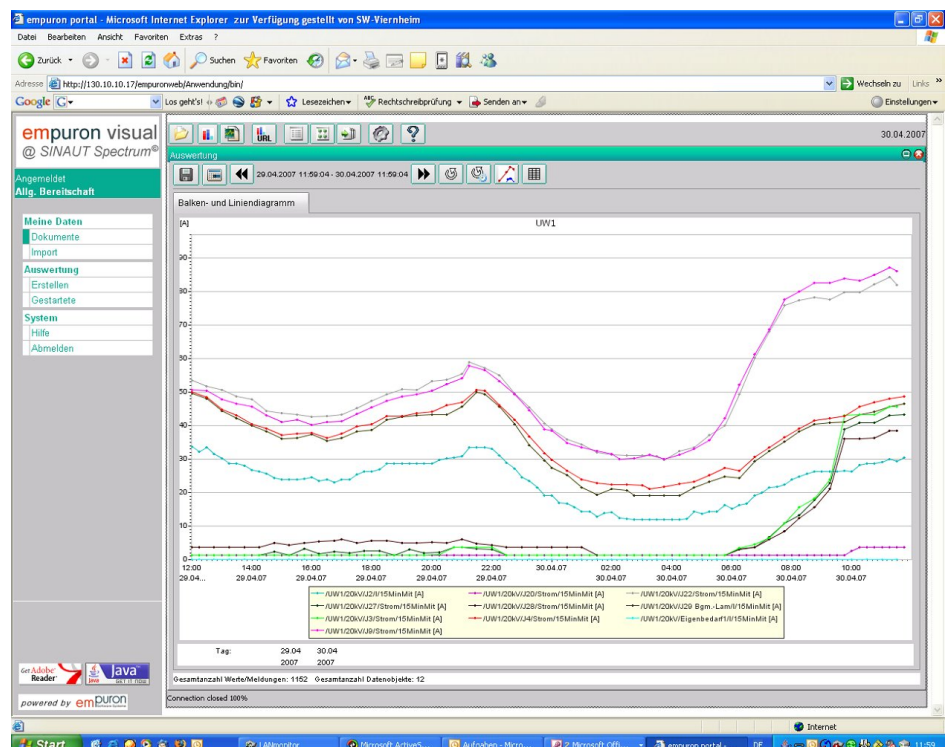 empuron portal - Microsoft Internet Explorer zur Verfügung gestellt von SW-Viernheim
Datei Bearbeiten Ansicht Favoriten Extras ?
Zurück Suchen Favoriten
Adresse http://130.10.10.17/empuronweb/Anwendung/bin/ Wechseln zu Links »
Google G Los geht's! Lesezeichen ABC Rechtschreibprüfung Senden an Einstellungen
empuron visual
@ SINAUT Spectrum®
URL ? 30.04.2007
Auswertung
29.04.2007 11:59:04 - 30.04.2007 11:59:04
Angemeldet
Allg. Bereitschaft
Balken- und Liniendiagramm
Meine Daten
Dokumente
Import
Auswertung
Erstellen
Gestartete
System
Hilfe
Abmelden
[A] UW1
90
80
70
60
50
40
30
20
10
0
12:00 14:00 16:00 18:00 20:00 22:00 30.04.07 02:00 04:00 06:00 08:00 10:00
29.04... 29.04.07 29.04.07 29.04.07 29.04.07 29.04.07 30.04.07 30.04.07 30.04.07 30.04.07 30.04.07
/UW1/20kV/J2/I/15MinMit [A] /UW1/20kV/J20/Strom/15MinMit [A] /UW1/20kV/J22/Strom/15MinMit [A]
/UW1/20kV/J27/Strom/15MinMit [A] /UW1/20kV/J28/Strom/15MinMit [A] /UW1/20kV/J29 Bgm.-Lam/I/15MinMit [A]
/UW1/20kV/J3/Strom/15MinMit [A] /UW1/20kV/J4/Strom/15MinMit [A] /UW1/20kV/Eigenbedarf1/I/15MinMit [A]
/UW1/20kV/J9/Strom/15MinMit [A]
Tag: 29.04 30.04
2007 2007
Gesamtanzahl Werte/Meldungen: 1152 Gesamtanzahl Datenobjekte: 12
Connection closed 100%
Get Adobe Reader
Java
GET IT NOW
powered by empuron
Internet
Start LANmonitor Microsoft ActiveS... Aufgaben - Micro... 2 Microsoft Offi... empuron portal - ... DE 11:59